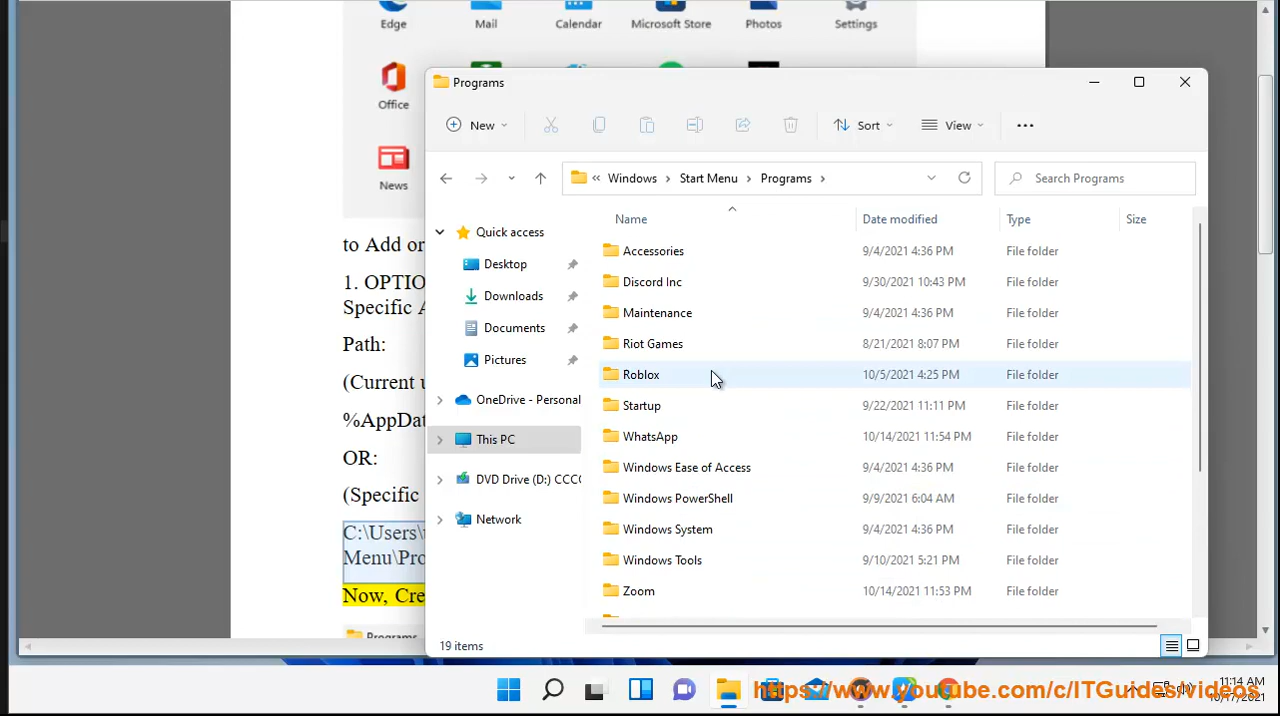 Edge
Mail
Calendar
Microsoft Store
Photos
Settings
Office
News
to Add or
1. OPTIO
Specific A
Path:
(Current u
%AppDat
OR:
(Specific
C:\Users\
Menu\Pro
Now, Cre
Programs
Programs
New
Sort
View
« Windows > Start Menu > Programs >
Search Programs
Name Date modified Type Size
Quick access
Desktop
Downloads
Documents
Pictures
OneDrive - Personal
This PC
DVD Drive (D:) CCC
Network
Accessories 9/4/2021 4:36 PM File folder
Discord Inc 9/30/2021 10:43 PM File folder
Maintenance 9/4/2021 4:36 PM File folder
Riot Games 8/21/2021 8:07 PM File folder
Roblox 10/5/2021 4:25 PM File folder
Startup 9/22/2021 11:11 PM File folder
WhatsApp 10/14/2021 11:54 PM File folder
Windows Ease of Access 9/4/2021 4:36 PM File folder
Windows PowerShell 9/9/2021 6:04 AM File folder
Windows System 9/4/2021 4:36 PM File folder
Windows Tools 9/10/2021 5:21 PM File folder
Zoom 10/14/2021 11:53 PM File folder
19 items
https://www.youtube.com/c/ITGuides/videos
11:14 AM
10/17/2021